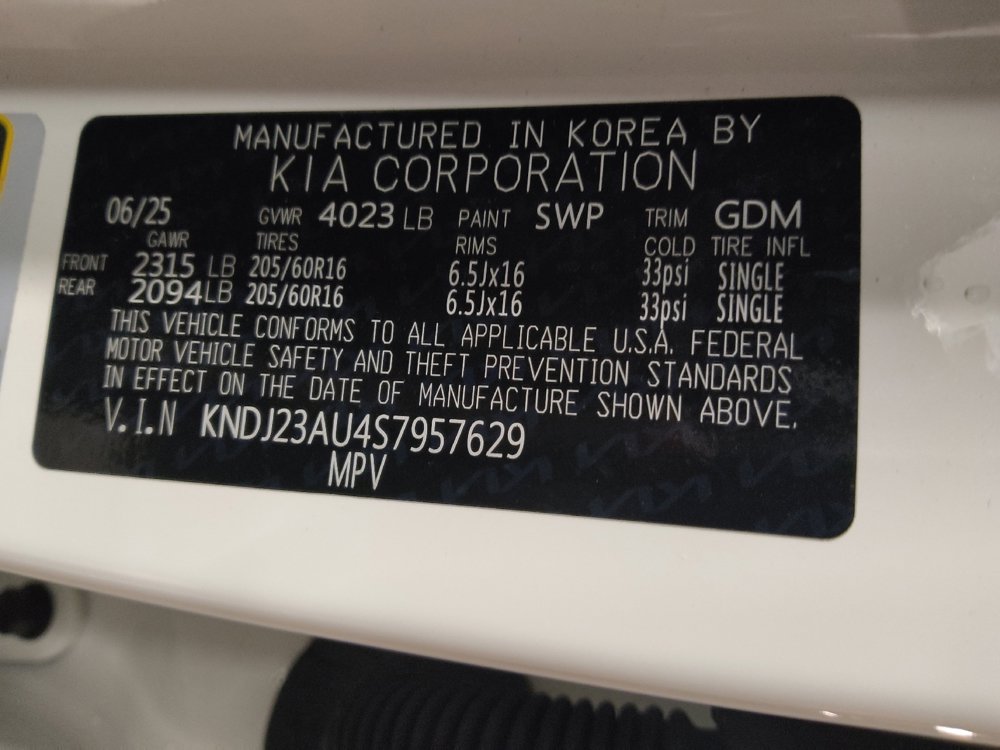 MANUFACTURED IN KOREA BY
KIA CORPORATION
06/25 GVWR 4023 LB PAINT SWP TRIM GDM
GAWR TIRES RIMS COLD TIRE INFL
FRONT 2315 LB 205/60R16 6.5Jx16 33psi SINGLE
REAR 2094LB 205/60R16 6.5Jx16 33psi SINGLE
THIS VEHICLE CONFORMS TO ALL APPLICABLE U.S.A. FEDERAL
MOTOR VEHICLE SAFETY AND THEFT PREVENTION STANDARDS
IN EFFECT ON THE DATE OF MANUFACTURE SHOWN ABOVE.
V.I.N KNDJ23AU4S7957629
MPV